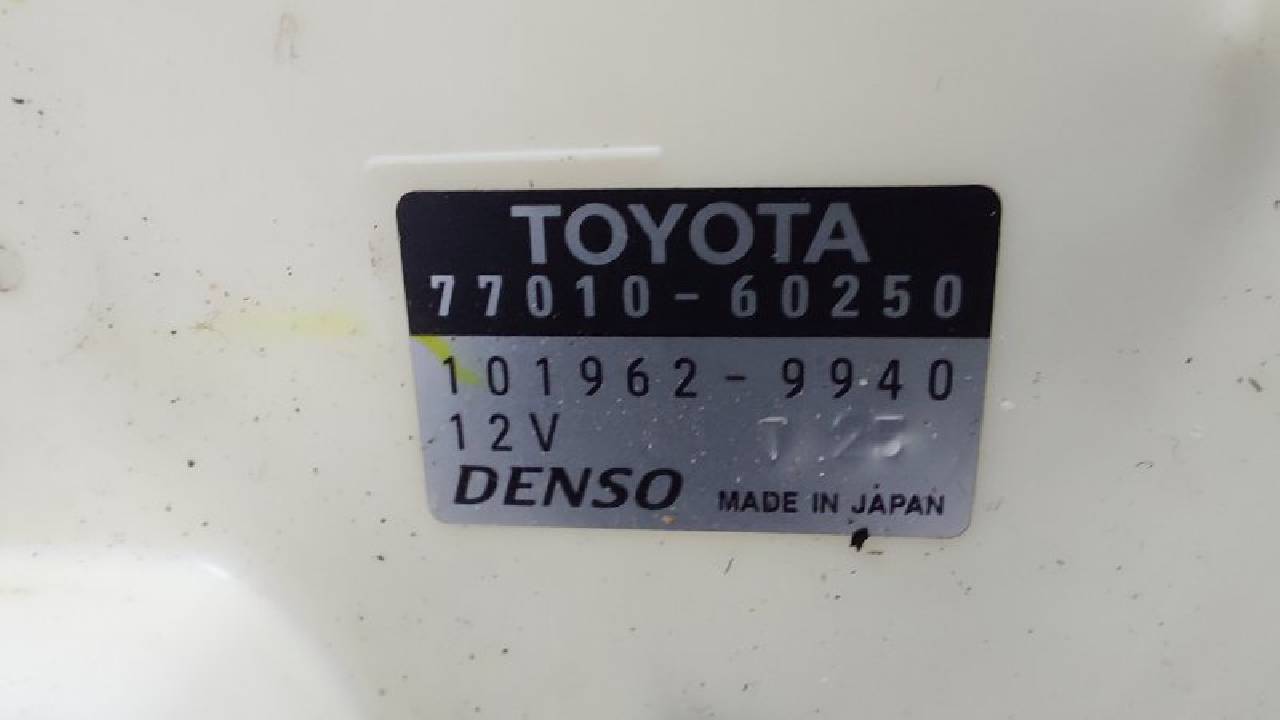 TOYOTA
77010-60250
101962-9940
12V
DENSO MADE IN JAPAN